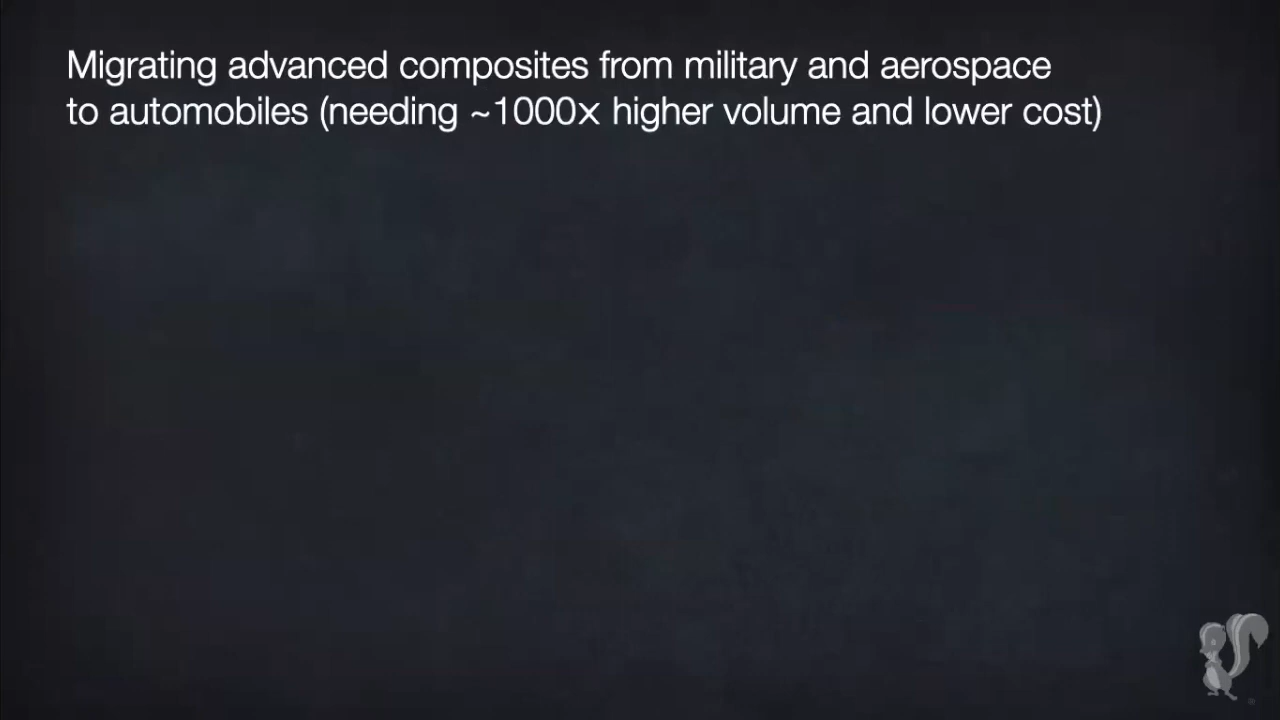 Migrating advanced composites from military and aerospace
to automobiles (needing ~1000x higher volume and lower cost)